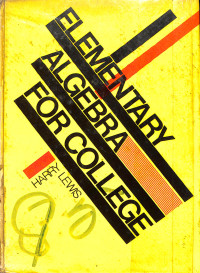 ELEMENTARY
ALGEBRA
FOR COLLEGE
HARRY LEWIS